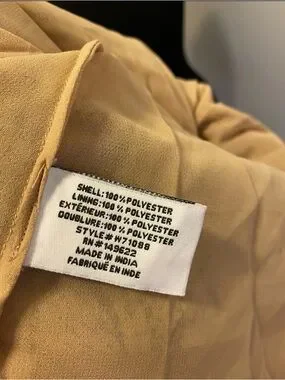 SHELL:100%POLYESTER
LINING:100 % POLYESTER
EXTÉRIEUR:100 % POLYESTER
DOUBLURE:100 % POLYESTER
STYLE# W71088
RN#149622
MADE IN INDIA
FABRIQUÉ EN INDE